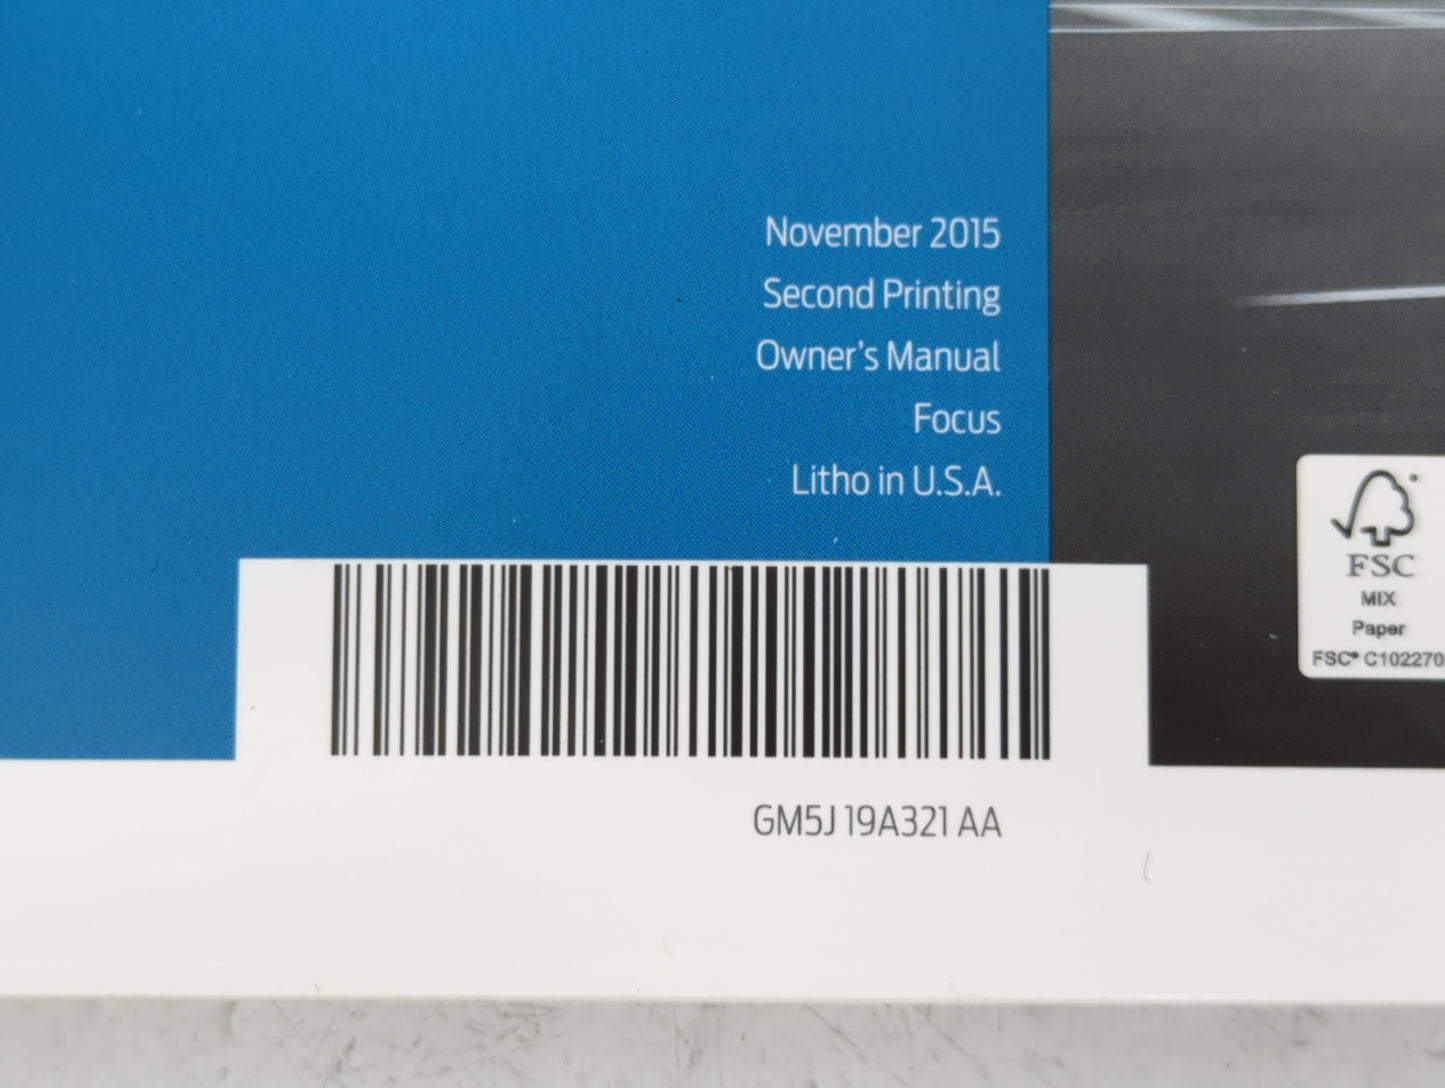 November 2015
Second Printing
Owner's Manual
Focus
Litho in U.S.A.
FSC
MIX
Paper
FSC® C102270
GM5J 19A321 AA